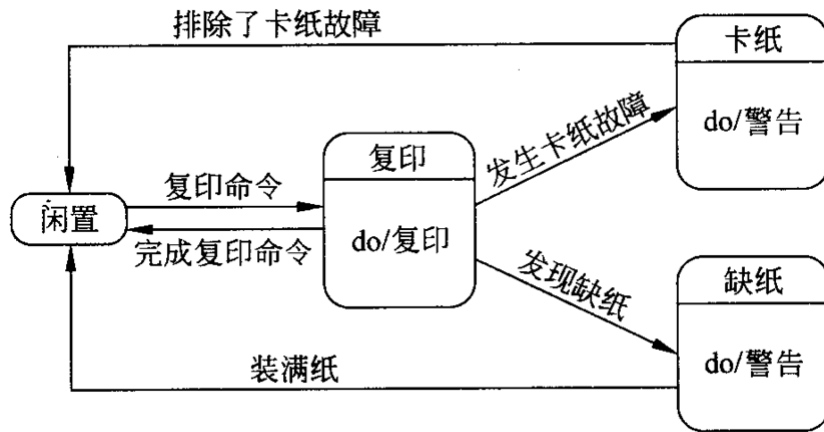 排除了卡纸故障
卡纸
do/警告
发生卡纸故障
复印
do/复印
复印命令
闲置
完成复印命令
发现缺纸
缺纸
do/警告
装满纸